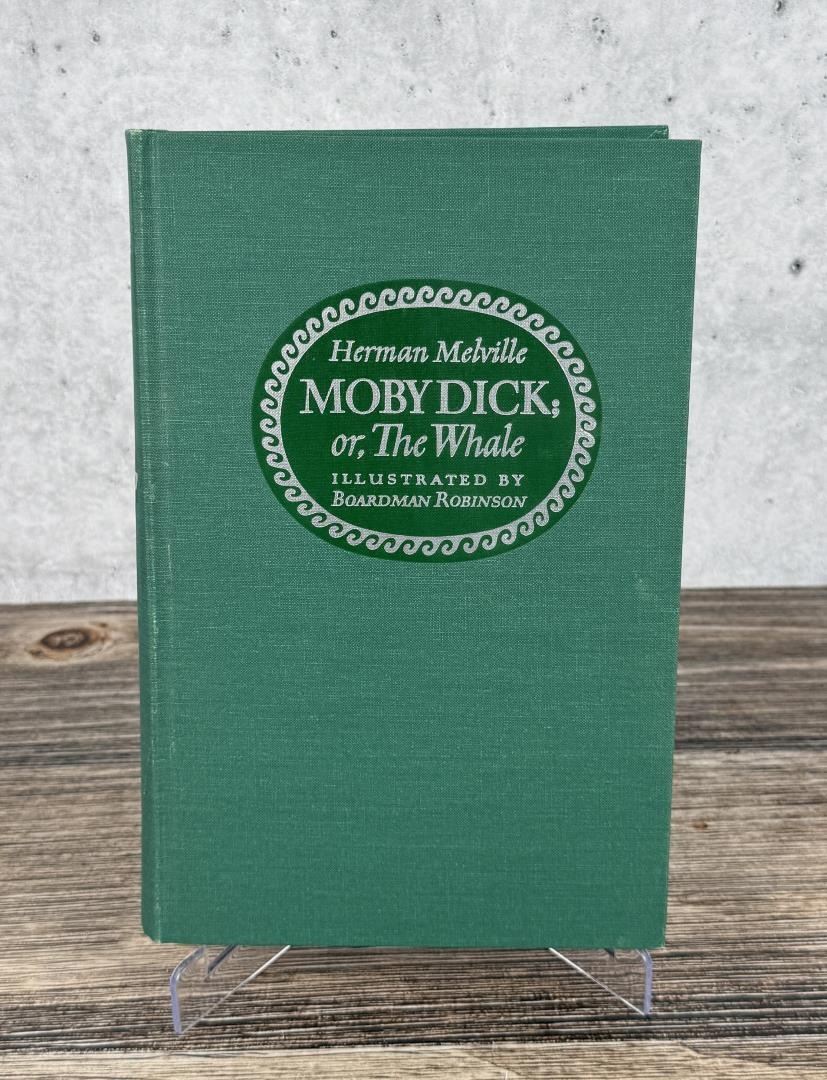 Herman Melville
MOBY DICK;
or, The Whale
ILLUSTRATED BY
BOARDMAN ROBINSON